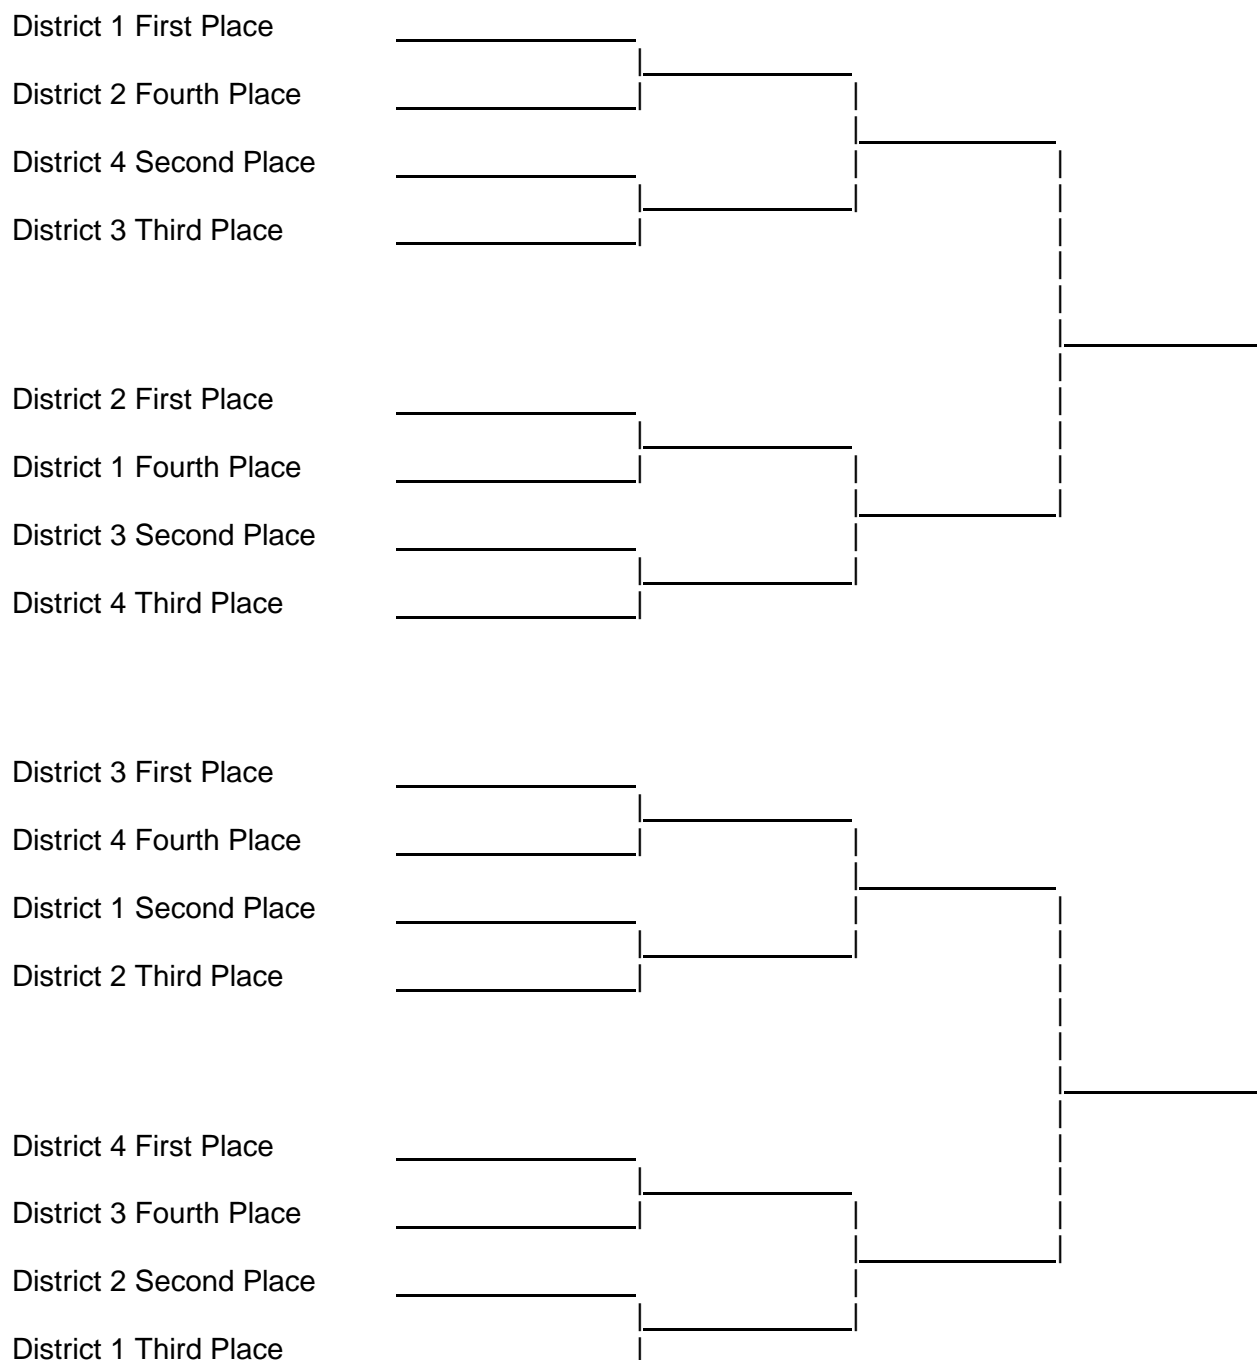 District 1 First Place
District 2 Fourth Place
District 4 Second Place
District 3 Third Place
District 2 First Place
District 1 Fourth Place
District 3 Second Place
District 4 Third Place
District 3 First Place
District 4 Fourth Place
District 1 Second Place
District 2 Third Place
District 4 First Place
District 3 Fourth Place
District 2 Second Place
District 1 Third Place